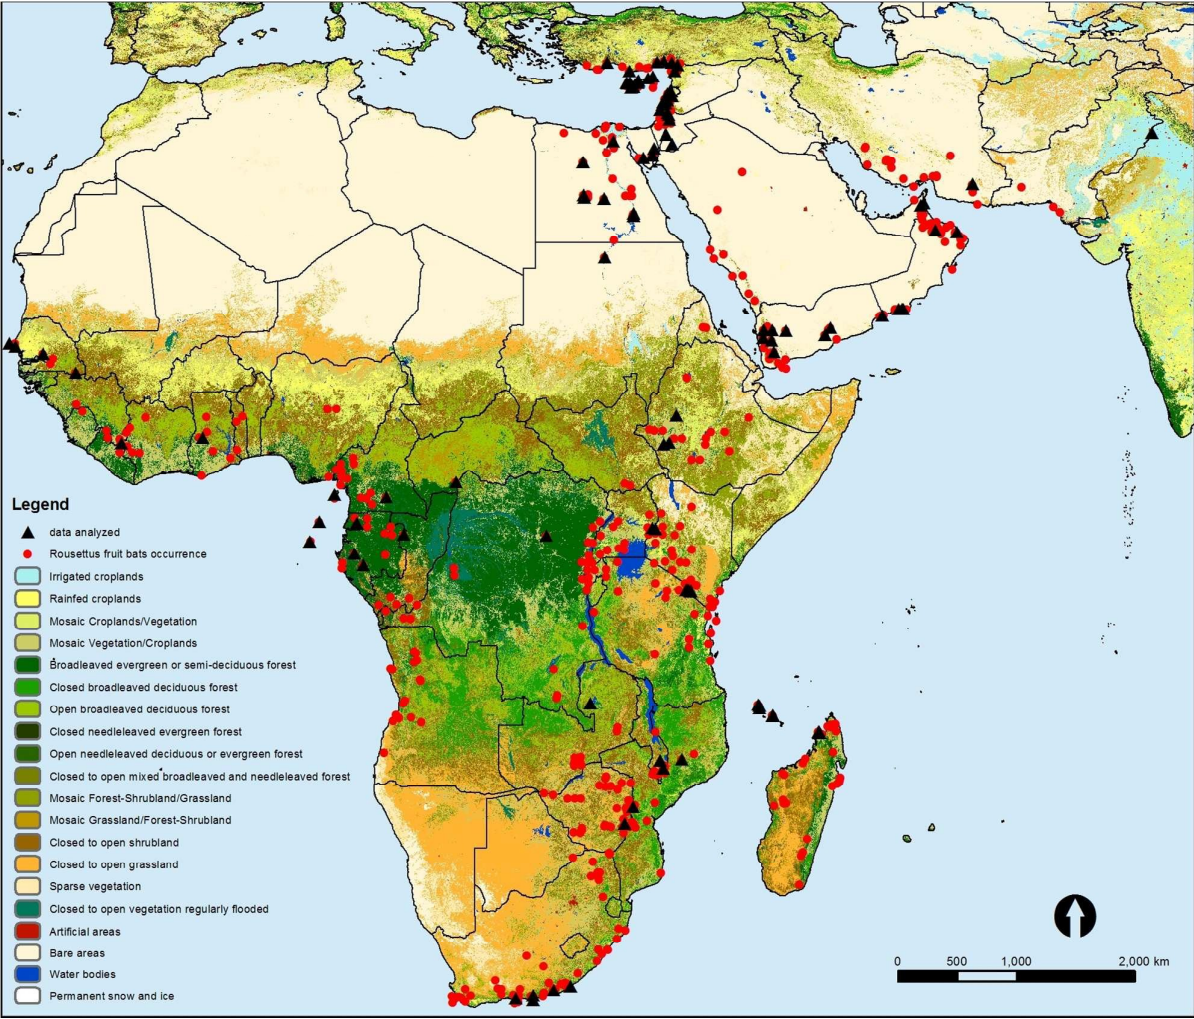 Legend
data analyzed
Rousettus fruit bats occurrence
Irrigated croplands
Rainfed croplands
Mosaic Croplands/Vegetation
Mosaic Vegetation/Croplands
Broadleaved evergreen or semi-deciduous forest
Closed broadleaved deciduous forest
Open broadleaved deciduous forest
Closed needleleaved evergreen forest
Open needleleaved deciduous or evergreen forest
Closed to open mixed broadleaved and needleleaved forest
Mosaic Forest-Shrubland/Grassland
Mosaic Grassland/Forest-Shrubland
Closed to open shrubland
Closed to open grassland
Sparse vegetation
Closed to open vegetation regularly flooded
Artificial areas
Bare areas
Water bodies
Permanent snow and ice
0 500 1,000 2,000 km